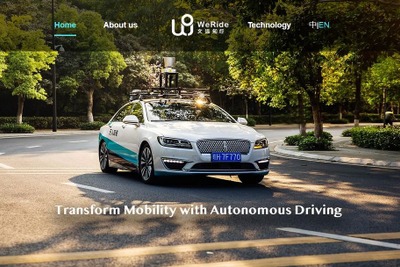 Home
About us
WeRide
文远知行
Technology
中|EN
Transform Mobility with Autonomous Driving